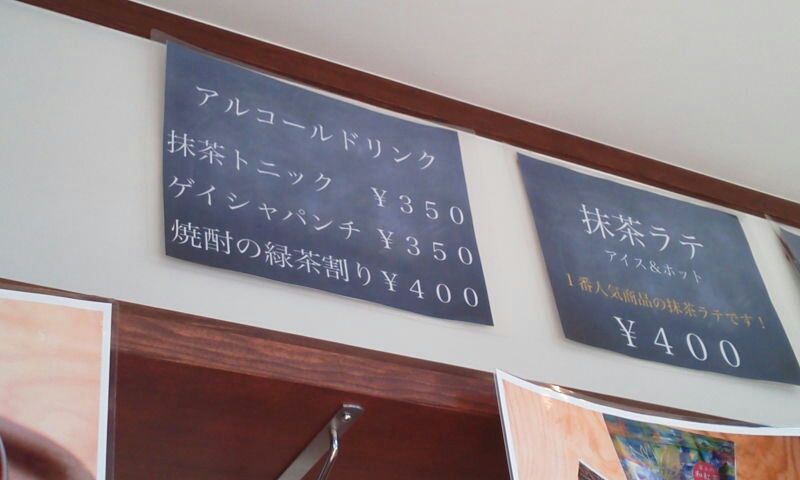 アルコールドリンク
抹茶トニック ￥３５０
ゲイシャパンチ ￥３５０
焼酎の緑茶割り￥４００
抹茶ラテ
アイス＆ホット
１番人気商品の抹茶ラテです！
￥４００